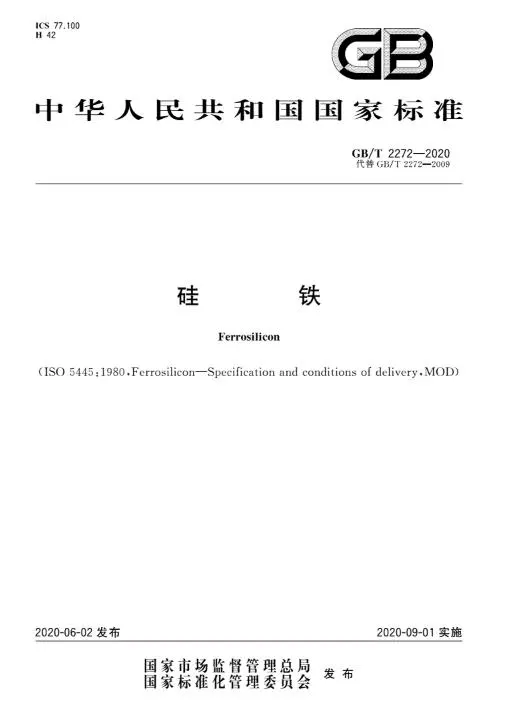 ICS 77.100
H 42
GB
中华人民共和国国家标准
GB/T 2272—2020
代替 GB/T 2272—2009
硅 铁
Ferrosilicon
(ISO 5445:1980,Ferrosilicon—Specification and conditions of delivery,MOD)
2020-06-02 发布
2020-09-01 实施
国家市场监督管理总局
国家标准化管理委员会
发 布